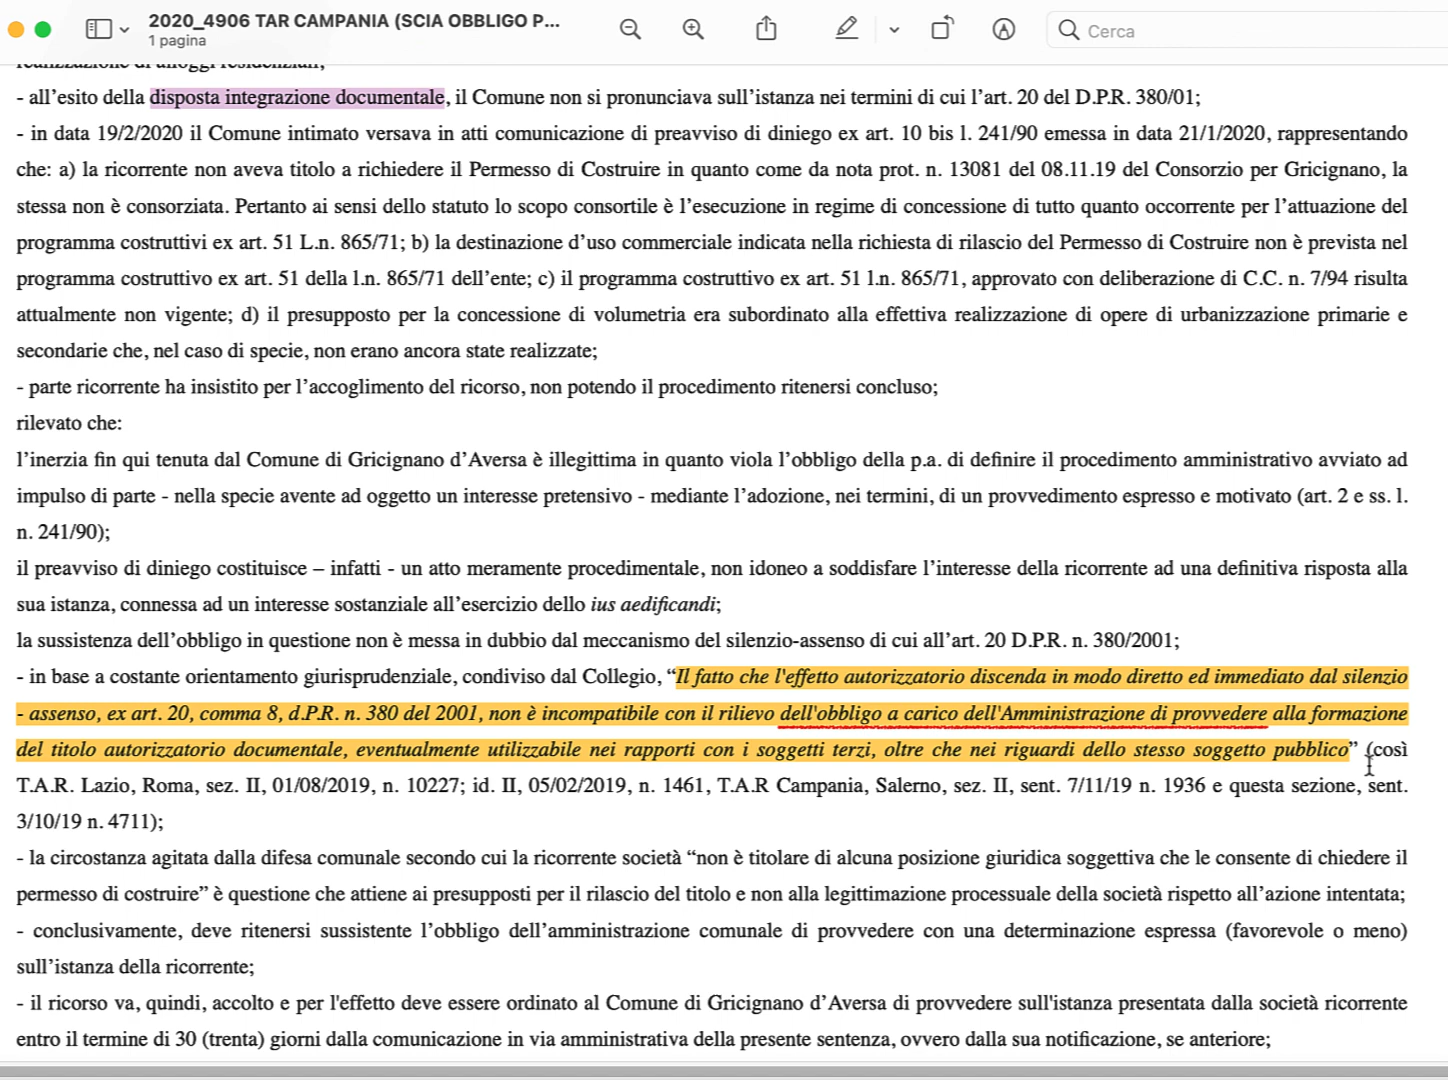 2020_4906 TAR CAMPANIA (SCIA OBBLIGO P...
1 pagina
Cerca
realizzazione di alloggi residenziali;
- all’esito della disposta integrazione documentale, il Comune non si pronunciava sull’istanza nei termini di cui l’art. 20 del D.P.R. 380/01;
- in data 19/2/2020 il Comune intimato versava in atti comunicazione di preavviso di diniego ex art. 10 bis l. 241/90 emessa in data 21/1/2020, rappresentando
che: a) la ricorrente non aveva titolo a richiedere il Permesso di Costruire in quanto come da nota prot. n. 13081 del 08.11.19 del Consorzio per Gricignano, la
stessa non è consorziata. Pertanto ai sensi dello statuto lo scopo consortile è l’esecuzione in regime di concessione di tutto quanto occorrente per l’attuazione del
programma costruttivi ex art. 51 L.n. 865/71; b) la destinazione d’uso commerciale indicata nella richiesta di rilascio del Permesso di Costruire non è prevista nel
programma costruttivo ex art. 51 della l.n. 865/71 dell’ente; c) il programma costruttivo ex art. 51 l.n. 865/71, approvato con deliberazione di C.C. n. 7/94 risulta
attualmente non vigente; d) il presupposto per la concessione di volumetria era subordinato alla effettiva realizzazione di opere di urbanizzazione primarie e
secondarie che, nel caso di specie, non erano ancora state realizzate;
- parte ricorrente ha insistito per l’accoglimento del ricorso, non potendo il procedimento ritenersi concluso;
rilevato che:
l’inerzia fin qui tenuta dal Comune di Gricignano d’Aversa è illegittima in quanto viola l’obbligo della p.a. di definire il procedimento amministrativo avviato ad
impulso di parte - nella specie avente ad oggetto un interesse pretensivo - mediante l’adozione, nei termini, di un provvedimento espresso e motivato (art. 2 e ss. l.
n. 241/90);
il preavviso di diniego costituisce – infatti - un atto meramente procedimentale, non idoneo a soddisfare l’interesse della ricorrente ad una definitiva risposta alla
sua istanza, connessa ad un interesse sostanziale all’esercizio dello ius aedificandi;
la sussistenza dell’obbligo in questione non è messa in dubbio dal meccanismo del silenzio-assenso di cui all’art. 20 D.P.R. n. 380/2001;
- in base a costante orientamento giurisprudenziale, condiviso dal Collegio, “Il fatto che l'effetto autorizzatorio discenda in modo diretto ed immediato dal silenzio
- assenso, ex art. 20, comma 8, d.P.R. n. 380 del 2001, non è incompatibile con il rilievo dell'obbligo a carico dell'Amministrazione di provvedere alla formazione
del titolo autorizzatorio documentale, eventualmente utilizzabile nei rapporti con i soggetti terzi, oltre che nei riguardi dello stesso soggetto pubblico” (così
T.A.R. Lazio, Roma, sez. II, 01/08/2019, n. 10227; id. II, 05/02/2019, n. 1461, T.A.R Campania, Salerno, sez. II, sent. 7/11/19 n. 1936 e questa sezione, sent.
3/10/19 n. 4711);
- la circostanza agitata dalla difesa comunale secondo cui la ricorrente società “non è titolare di alcuna posizione giuridica soggettiva che le consente di chiedere il
permesso di costruire” è questione che attiene ai presupposti per il rilascio del titolo e non alla legittimazione processuale della società rispetto all’azione intentata;
- conclusivamente, deve ritenersi sussistente l’obbligo dell’amministrazione comunale di provvedere con una determinazione espressa (favorevole o meno)
sull’istanza della ricorrente;
- il ricorso va, quindi, accolto e per l'effetto deve essere ordinato al Comune di Gricignano d’Aversa di provvedere sull'istanza presentata dalla società ricorrente
entro il termine di 30 (trenta) giorni dalla comunicazione in via amministrativa della presente sentenza, ovvero dalla sua notificazione, se anteriore;